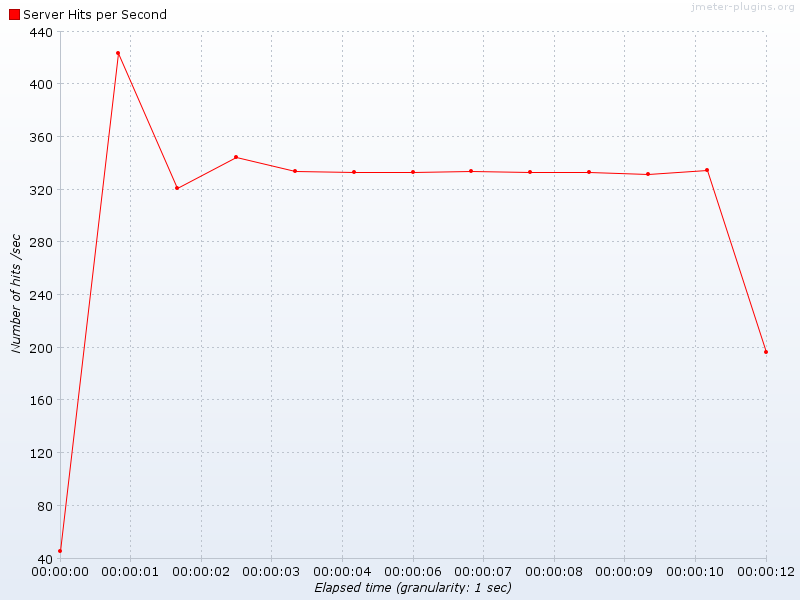 jmeter-plugins.org
Server Hits per Second
440
400
360
320
280
240
200
160
120
80
40
Number of hits /sec
00:00:00 00:00:01 00:00:02 00:00:03 00:00:04 00:00:06 00:00:07 00:00:08 00:00:09 00:00:10 00:00:12
Elapsed time (granularity: 1 sec)